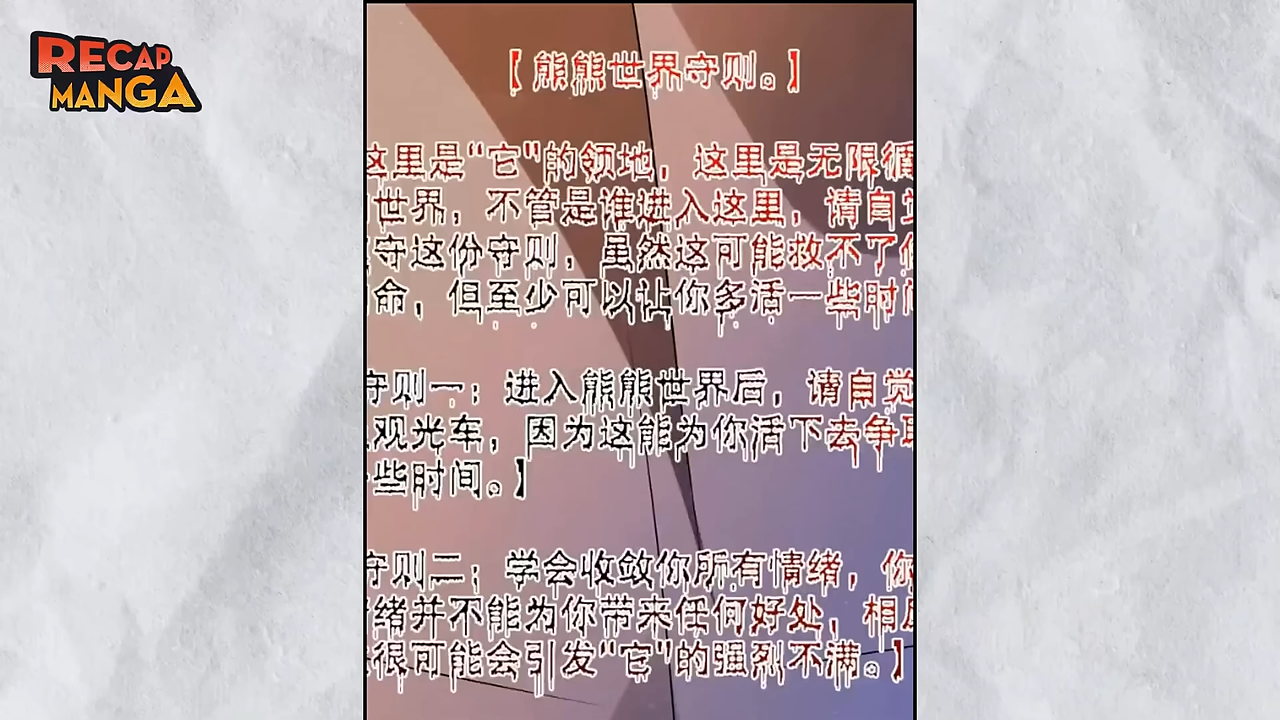 RECAP
MANGA
【熊熊世界守则。】
这里是“它”的领地，这里是无限循
世界，不管是谁进入这里，请自觉
守这份守则，虽然这可能救不了你
命，但至少可以让你多活一些时间
守则一：进入熊熊世界后，请自觉
观光车，因为这能为你活下去争取
些时间。】
守则二：学会收敛你所有情绪，你
绪并不能为你带来任何好处，相反
很可能会引发“它”的强烈不满。】